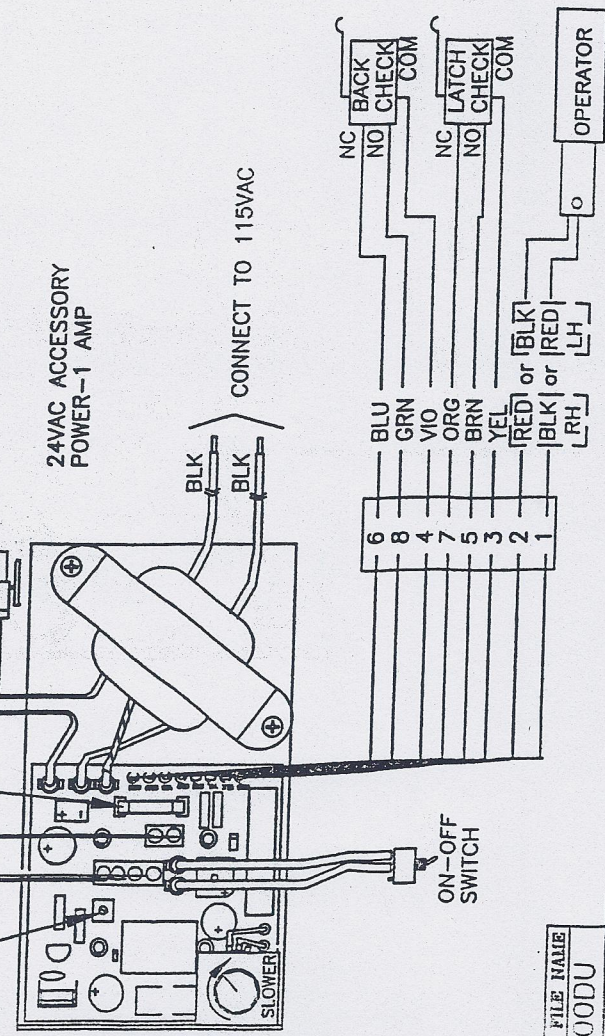 24VAC ACCESSORY
POWER-1 AMP
BLK
BLK
CONNECT TO 115VAC
NC
BACK
NO
CHECK
COM
NC
LATCH
NO
CHECK
COM
6 BLU
8 GRN
4 VIO
7 ORG
5 BRN
3 YEL
2 RED or BLK
1 BLK or RED
RH LH
OPERATOR
SLOWER
ON-OFF
SWITCH
FILE NAME
OODU